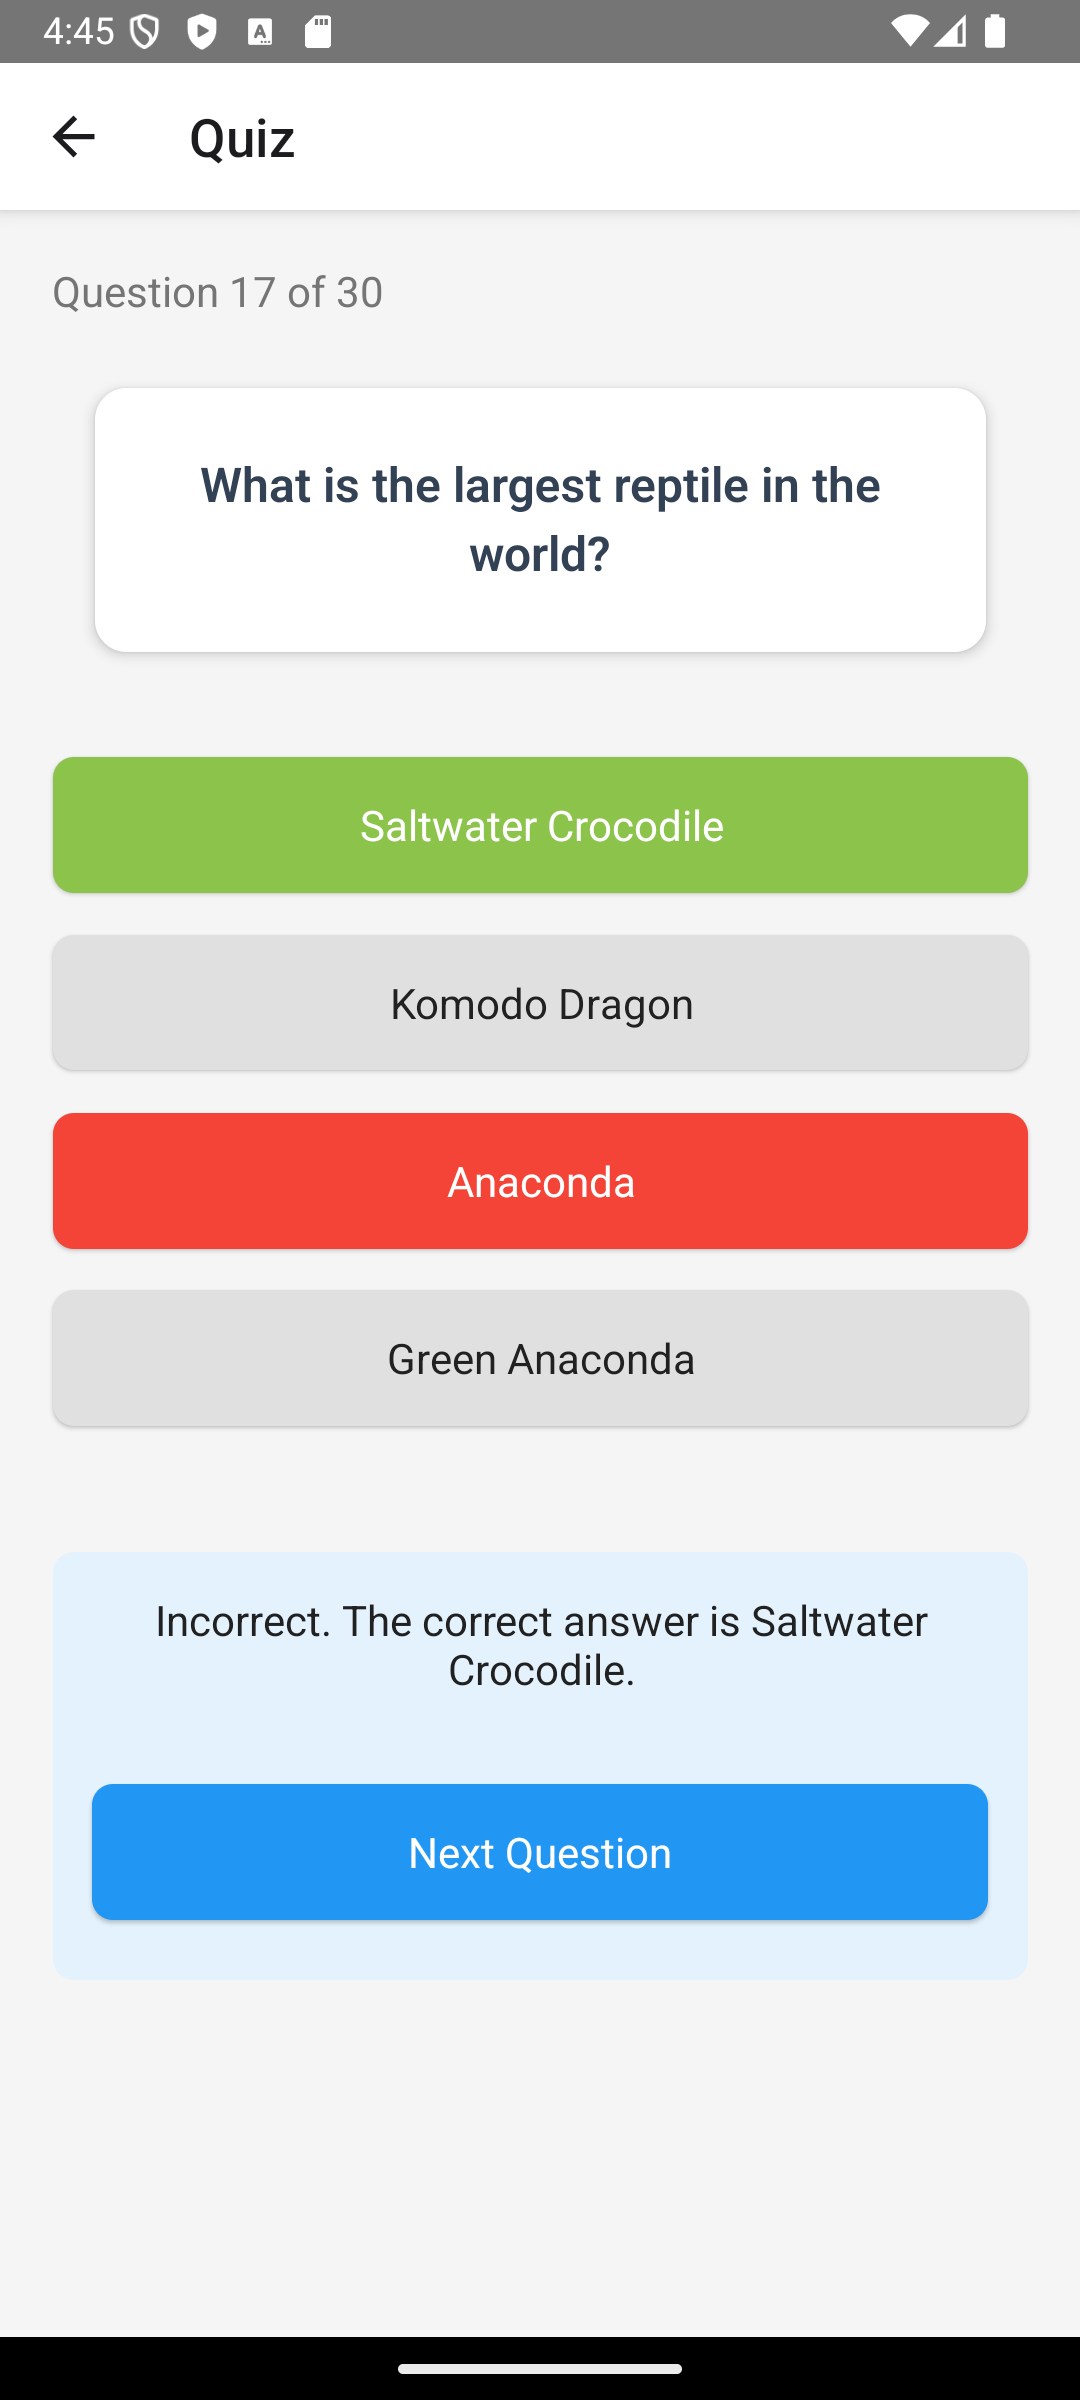 4:45
Quiz
Question 17 of 30
What is the largest reptile in the
world?
Saltwater Crocodile
Komodo Dragon
Anaconda
Green Anaconda
Incorrect. The correct answer is Saltwater
Crocodile.
Next Question